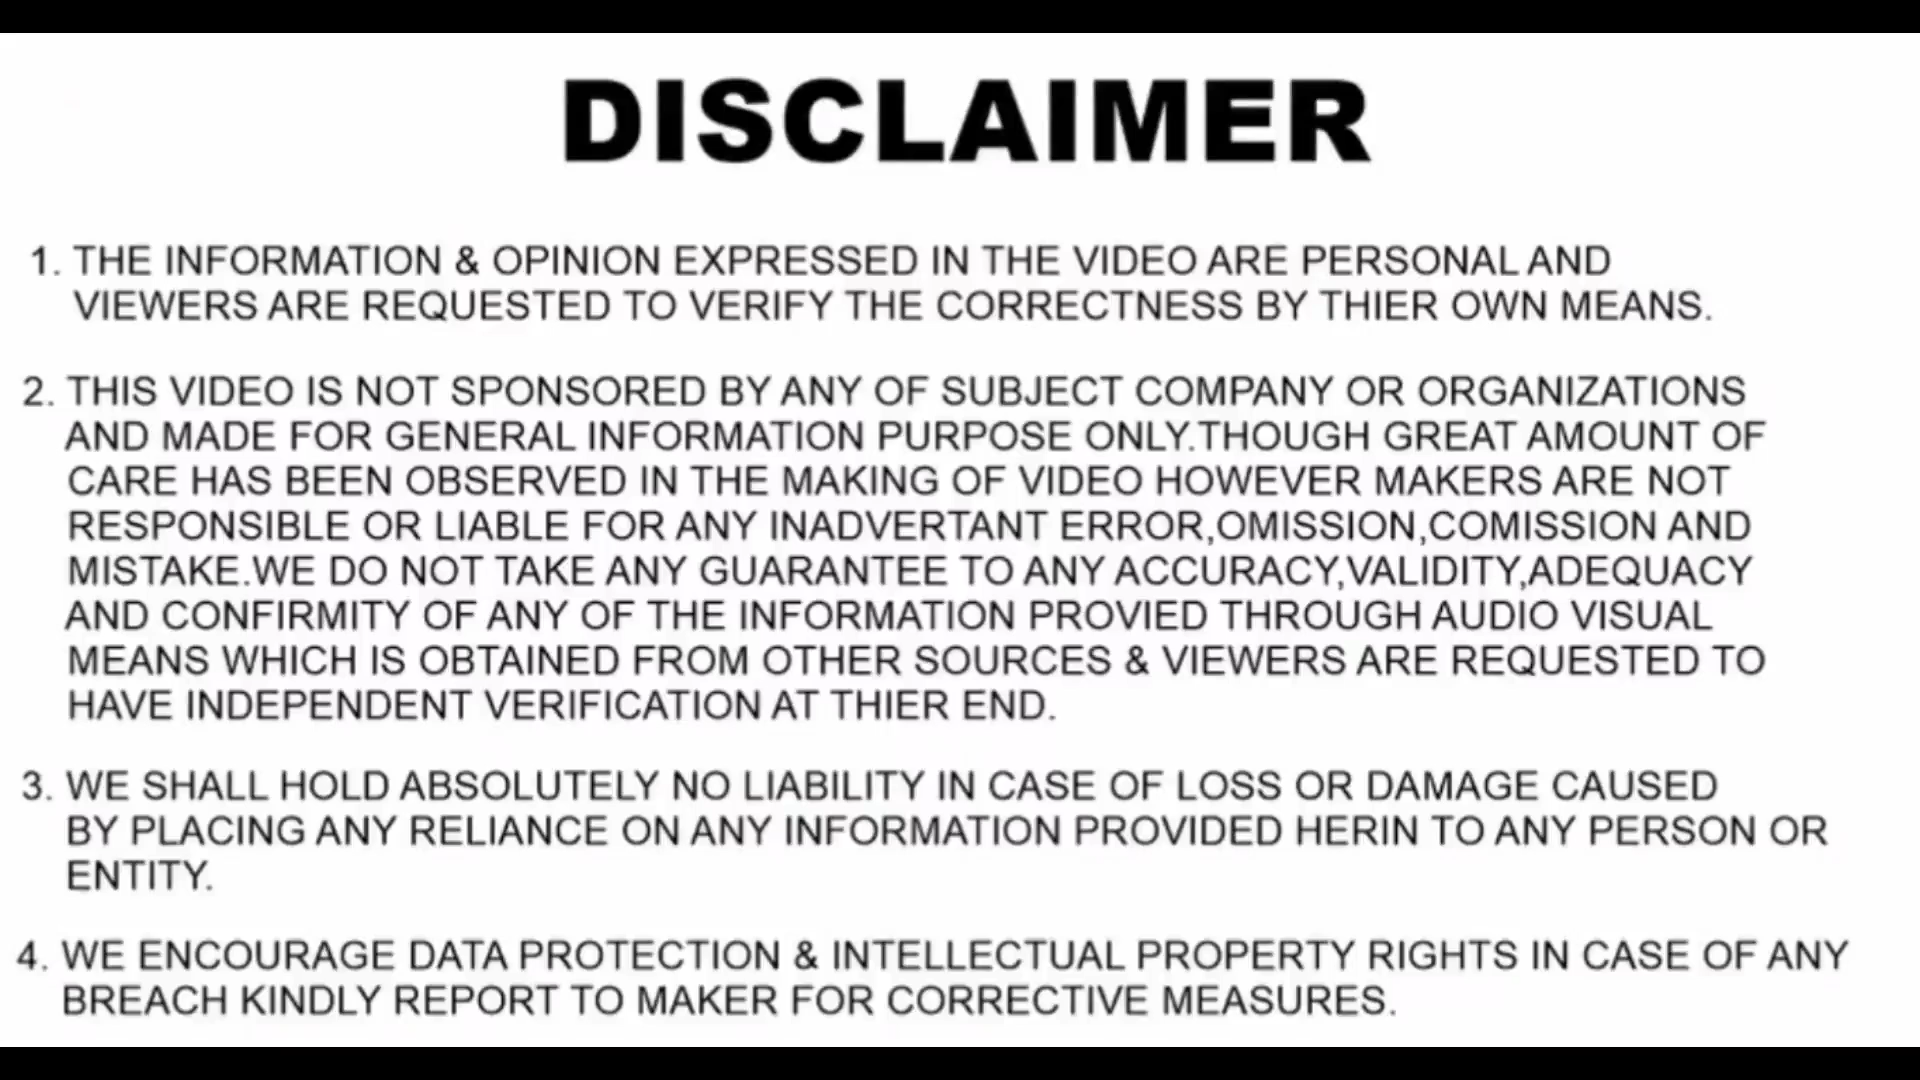 DISCLAIMER
1. THE INFORMATION & OPINION EXPRESSED IN THE VIDEO ARE PERSONAL AND
VIEWERS ARE REQUESTED TO VERIFY THE CORRECTNESS BY THIER OWN MEANS.
2. THIS VIDEO IS NOT SPONSORED BY ANY OF SUBJECT COMPANY OR ORGANIZATIONS
AND MADE FOR GENERAL INFORMATION PURPOSE ONLY.THOUGH GREAT AMOUNT OF
CARE HAS BEEN OBSERVED IN THE MAKING OF VIDEO HOWEVER MAKERS ARE NOT
RESPONSIBLE OR LIABLE FOR ANY INADVERTANT ERROR,OMISSION,COMISSION AND
MISTAKE.WE DO NOT TAKE ANY GUARANTEE TO ANY ACCURACY,VALIDITY,ADEQUACY
AND CONFIRMITY OF ANY OF THE INFORMATION PROVIED THROUGH AUDIO VISUAL
MEANS WHICH IS OBTAINED FROM OTHER SOURCES & VIEWERS ARE REQUESTED TO
HAVE INDEPENDENT VERIFICATION AT THIER END.
3. WE SHALL HOLD ABSOLUTELY NO LIABILITY IN CASE OF LOSS OR DAMAGE CAUSED
BY PLACING ANY RELIANCE ON ANY INFORMATION PROVIDED HERIN TO ANY PERSON OR
ENTITY.
4. WE ENCOURAGE DATA PROTECTION & INTELLECTUAL PROPERTY RIGHTS IN CASE OF ANY
BREACH KINDLY REPORT TO MAKER FOR CORRECTIVE MEASURES.